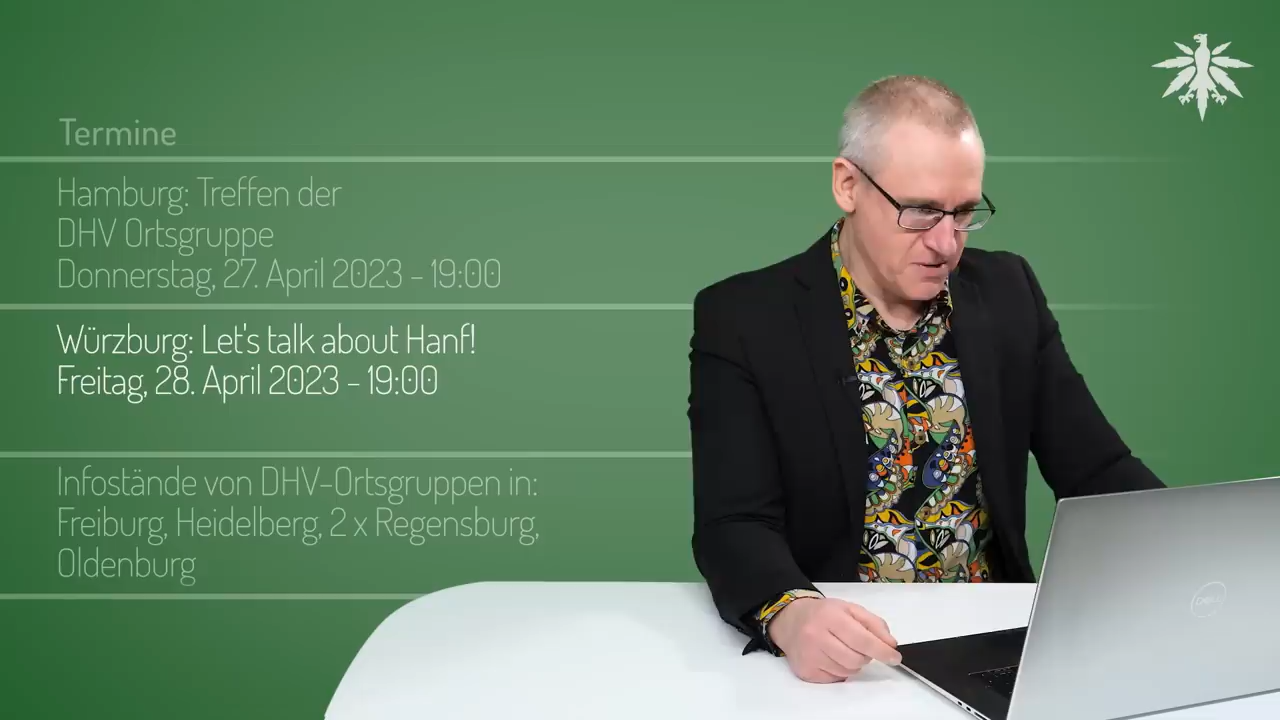 Termine
Hamburg: Treffen der
DHV Ortsgruppe
Donnerstag, 27. April 2023 - 19:00
Würzburg: Let's talk about Hanf!
Freitag, 28. April 2023 - 19:00
Infostände von DHV-Ortsgruppen in:
Freiburg, Heidelberg, 2 x Regensburg,
Oldenburg
DELL